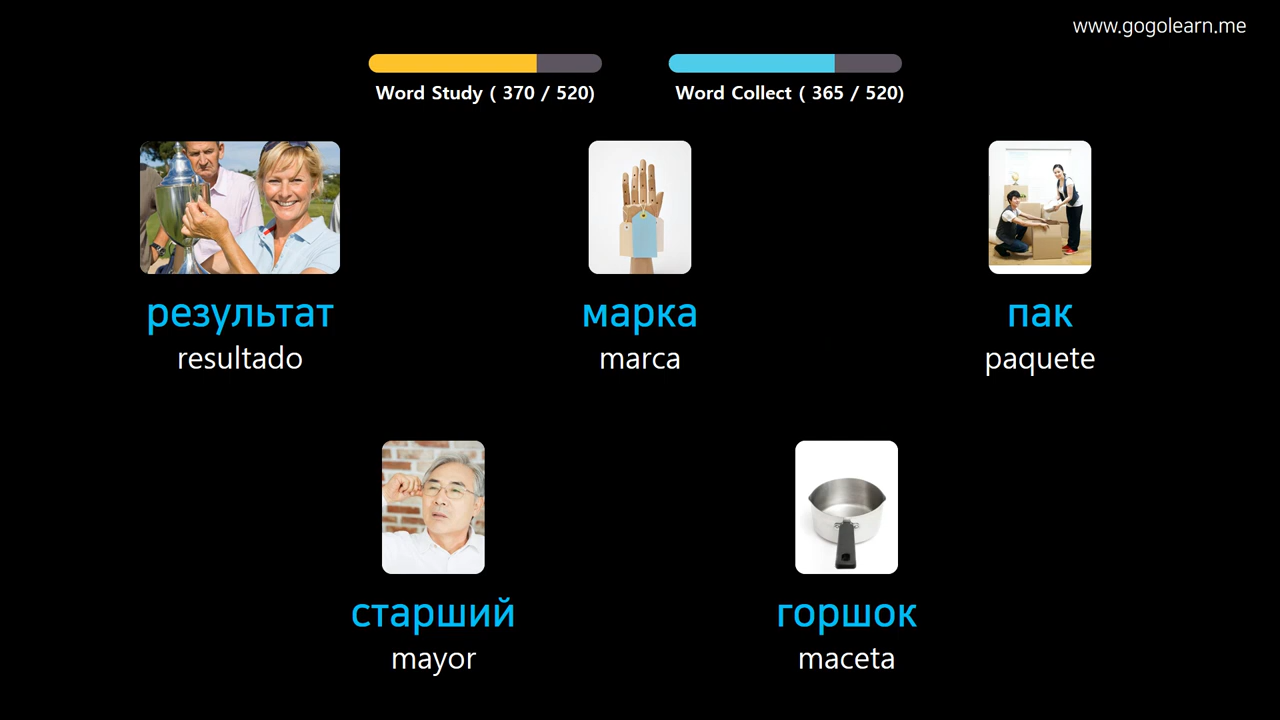 www.gogolearn.me
Word Study ( 370 / 520)
Word Collect ( 365 / 520)
результат
resultado
марка
marca
пак
paquete
старший
mayor
горшок
maceta